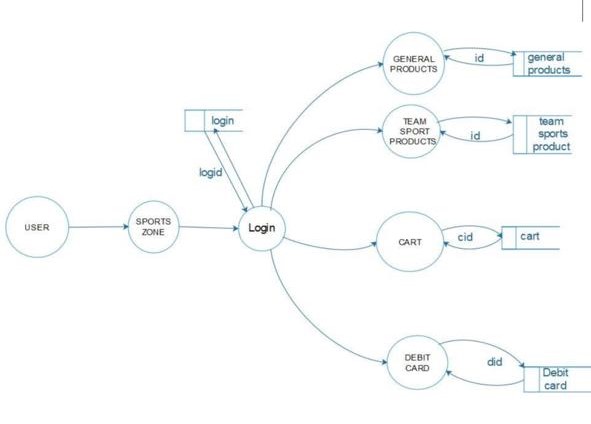 GENERAL
PRODUCTS
id
general
products
login
TEAM
SPORT
PRODUCTS
id
team
sports
product
logid
USER
SPORTS
ZONE
Login
CART
cid
cart
DEBIT
CARD
did
Debit
card